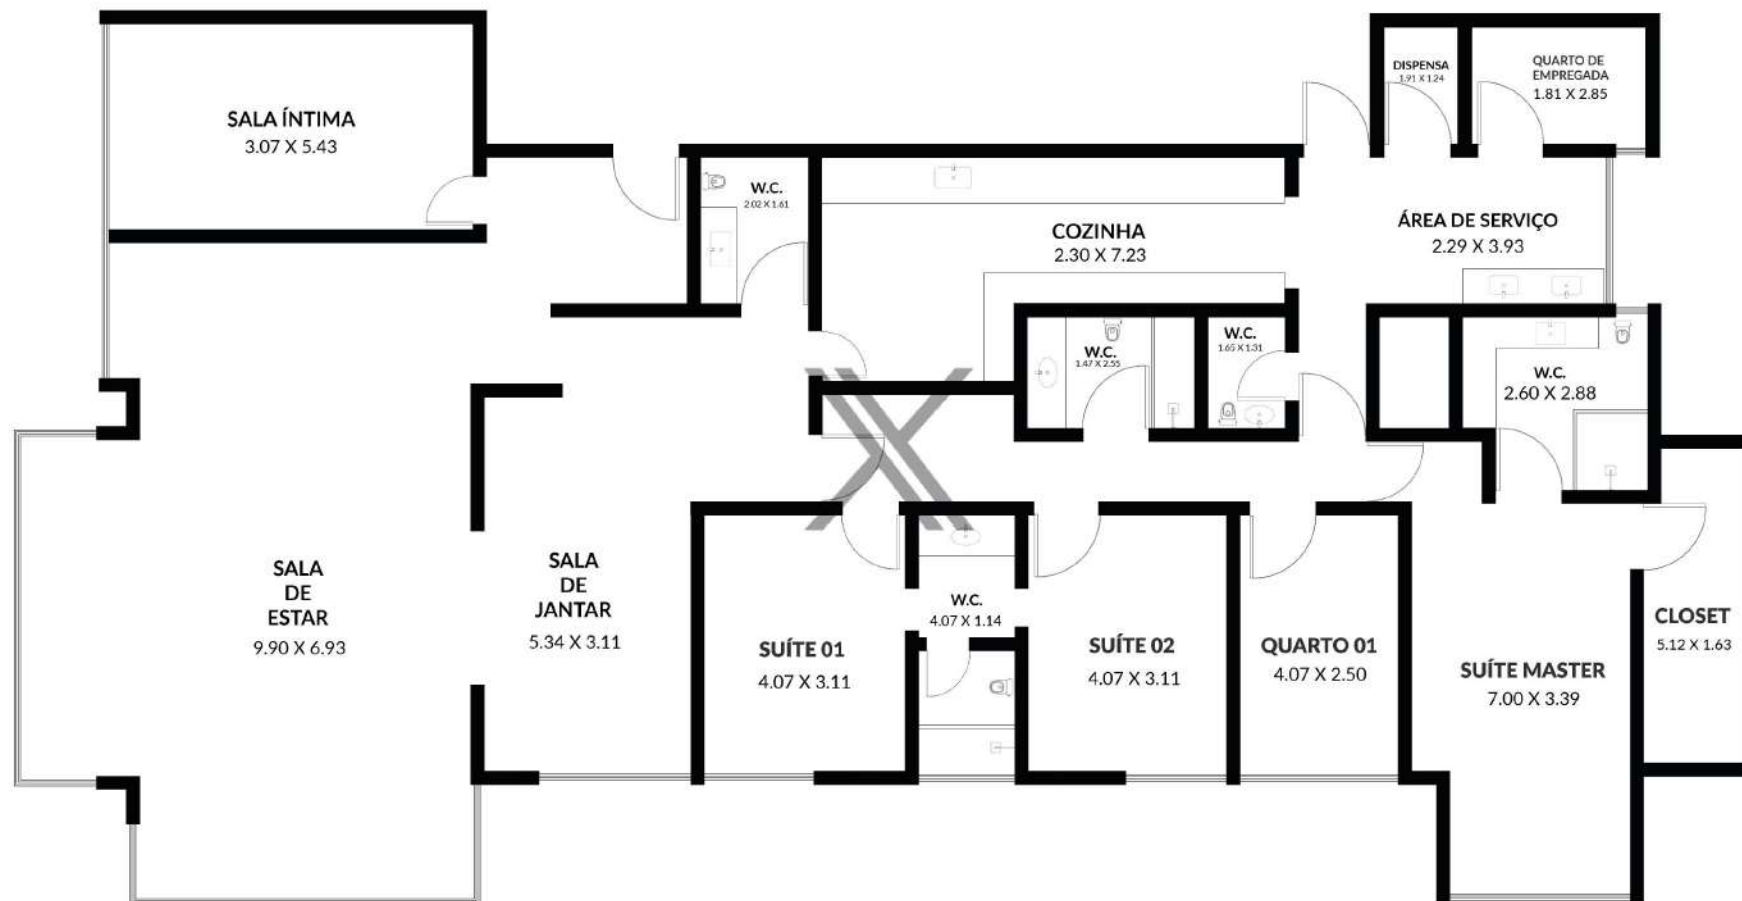 SALA ÍNTIMA
3.07 X 5.43
W.C.
2.02 X 1.61
COZINHA
2.30 X 7.23
DISPENSA
1.91 X 1.24
QUARTO DE
EMPREGADA
1.81 X 2.85
ÁREA DE SERVIÇO
2.29 X 3.93
W.C.
1.47 X 2.55
W.C.
1.65 X 1.31
W.C.
2.60 X 2.88
SALA
DE
ESTAR
9.90 X 6.93
SALA
DE
JANTAR
5.34 X 3.11
SUÍTE 01
4.07 X 3.11
W.C.
4.07 X 1.14
SUÍTE 02
4.07 X 3.11
QUARTO 01
4.07 X 2.50
SUÍTE MASTER
7.00 X 3.39
CLOSET
5.12 X 1.63